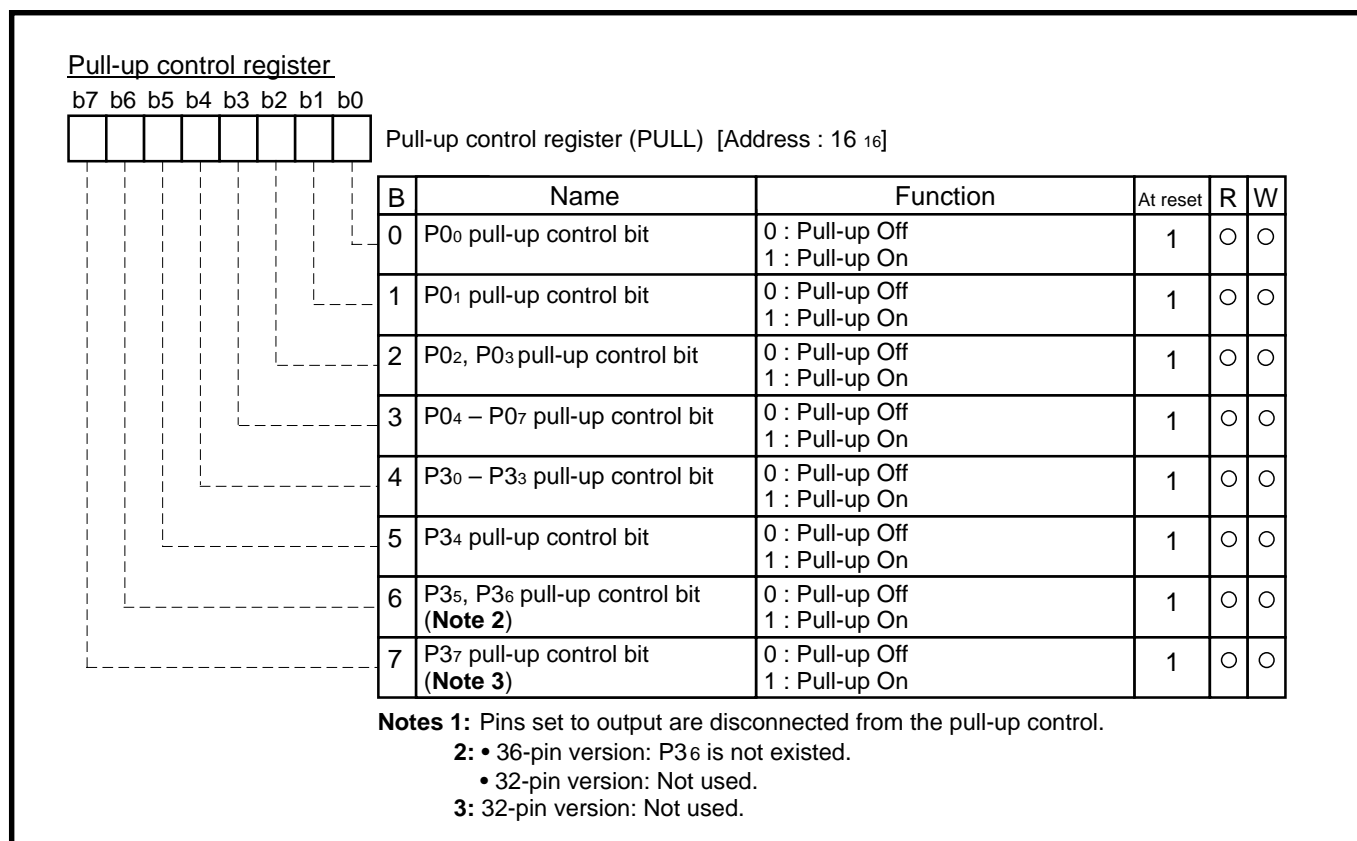 Pull-up control register
b7 b6 b5 b4 b3 b2 b1 b0
Pull-up control register (PULL) [Address : 16 16]
B Name Function At reset R W
0 P00 pull-up control bit 0 : Pull-up Off 1 ○ ○
1 : Pull-up On
1 P01 pull-up control bit 0 : Pull-up Off 1 ○ ○
1 : Pull-up On
2 P02, P03 pull-up control bit 0 : Pull-up Off 1 ○ ○
1 : Pull-up On
3 P04 – P07 pull-up control bit 0 : Pull-up Off 1 ○ ○
1 : Pull-up On
4 P30 – P33 pull-up control bit 0 : Pull-up Off 1 ○ ○
1 : Pull-up On
5 P34 pull-up control bit 0 : Pull-up Off 1 ○ ○
1 : Pull-up On
6 P35, P36 pull-up control bit 0 : Pull-up Off 1 ○ ○
(Note 2) 1 : Pull-up On
7 P37 pull-up control bit 0 : Pull-up Off 1 ○ ○
(Note 3) 1 : Pull-up On
Notes 1: Pins set to output are disconnected from the pull-up control.
2: • 36-pin version: P36 is not existed.
• 32-pin version: Not used.
3: 32-pin version: Not used.